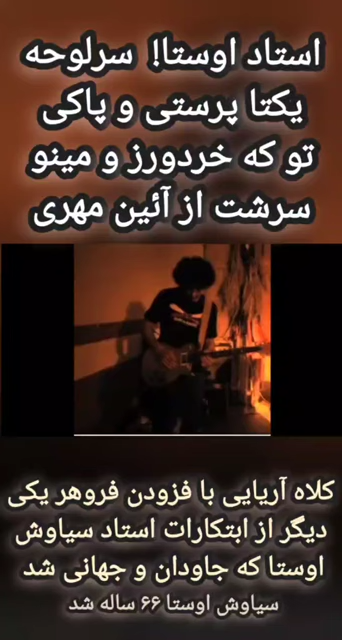 استاد اوستا! سرلوحه
یکتا پرستی و پاکی
تو که خردورز و مینو
سرشت از آئین مهری
کلاه آریایی با فزودن فروهر یکی
دیگر از ابتکارات استاد سیاوش
اوستا که جاودان و جهانی شد
سیاوش اوستا ۶۶ ساله شد